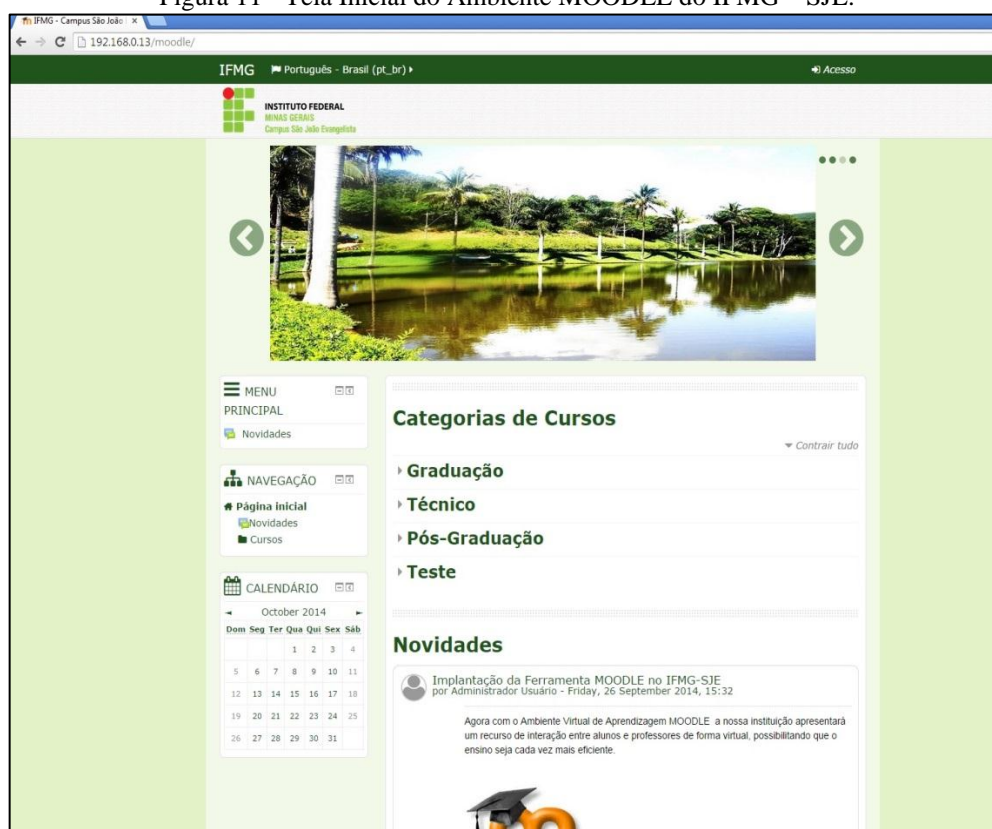 Figura 11 - Tela Inicial do Ambiente MOODLE do IFMG – SJE.
IFMG - Campus São João
192.168.0.13/moodle/
IFMG Português - Brasil (pt_br) Acesso
INSTITUTO FEDERAL
MINAS GERAIS
Campus São João Evangelista
MENU
PRINCIPAL
Novidades
NAVEGAÇÃO
Página inicial
Novidades
Cursos
CALENDÁRIO
October 2014
Dom Seg Ter Qua Qui Sex Sáb
1 2 3 4
5 6 7 8 9 10 11
12 13 14 15 16 17 18
19 20 21 22 23 24 25
26 27 28 29 30 31
Categorias de Cursos
Contrair tudo
Graduação
Técnico
Pós-Graduação
Teste
Novidades
Implantação da Ferramenta MOODLE no IFMG-SJE
por Administrador Usuário - Friday, 26 September 2014, 15:32
Agora com o Ambiente Virtual de Aprendizagem MOODLE a nossa instituição apresentará
um recurso de interação entre alunos e professores de forma virtual, possibilitando que o
ensino seja cada vez mais eficiente.